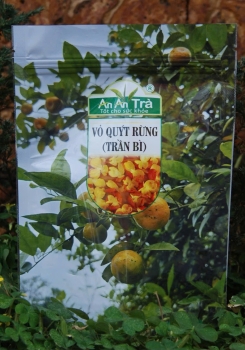 An An Trà
Tốt cho sức khỏe
VỎ QUÝT RỪNG
(TRẦN BÌ)